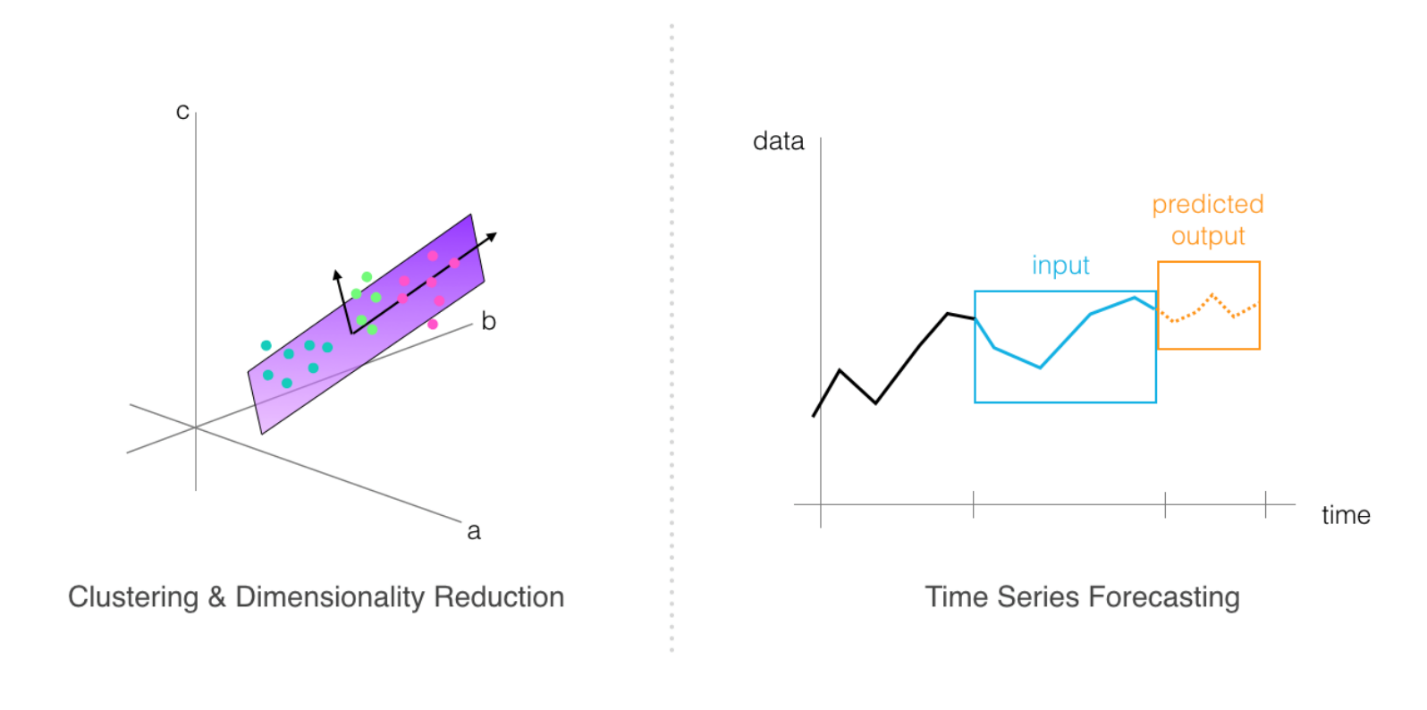 c
b
a
Clustering & Dimensionality Reduction
data
predicted
output
input
time
Time Series Forecasting